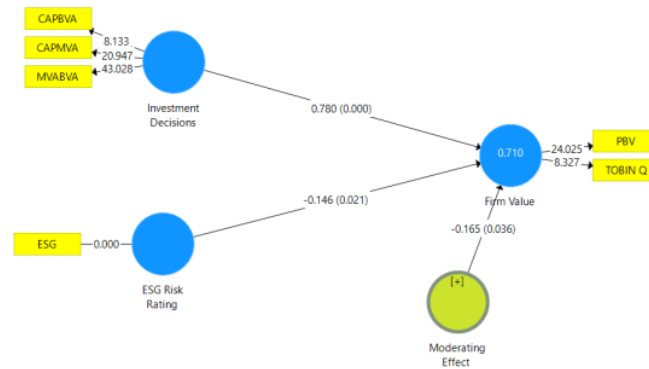 CAPBVA
CAPMVA
MVABVA
8.133
20.947
43.028
Investment
Decisions
0.780 (0.000)
0.710
Firm Value
24.025
8.327
PBV
TOBIN Q
-0.146 (0.021)
ESG
0.000
ESG Risk
Rating
-0.165 (0.036)
[+]
Moderating
Effect